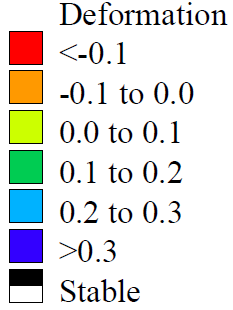 Deformation
<-0.1
-0.1 to 0.0
0.0 to 0.1
0.1 to 0.2
0.2 to 0.3
>0.3
Stable